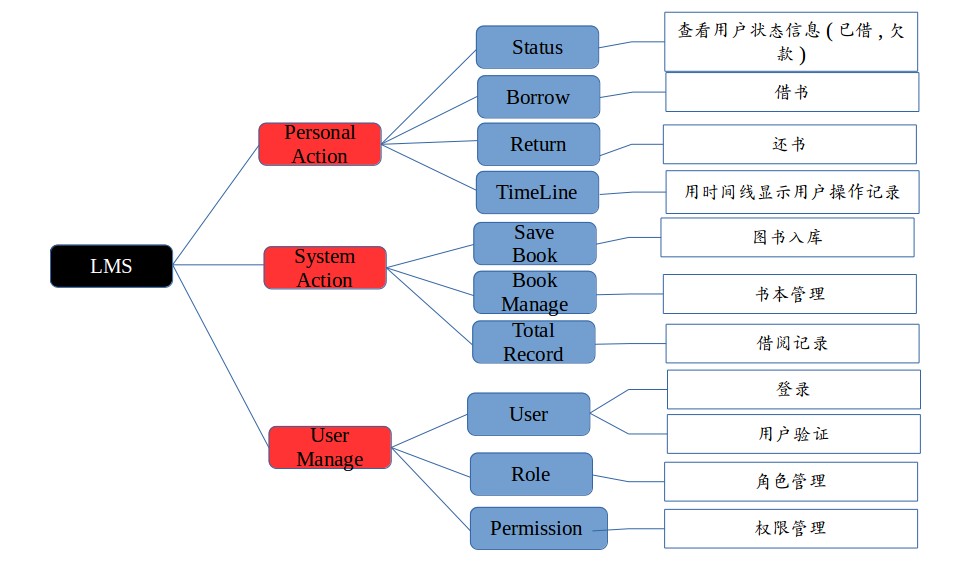 LMS
Personal
Action
Status
查看用户状态信息 ( 已借 , 欠
款 )
Borrow
借书
Return
还书
TimeLine
用时间线显示用户操作记录
System
Action
Save
Book
图书入库
Book
Manage
书本管理
Total
Record
借阅记录
User
Manage
User
登录
用户验证
Role
角色管理
Permission
权限管理